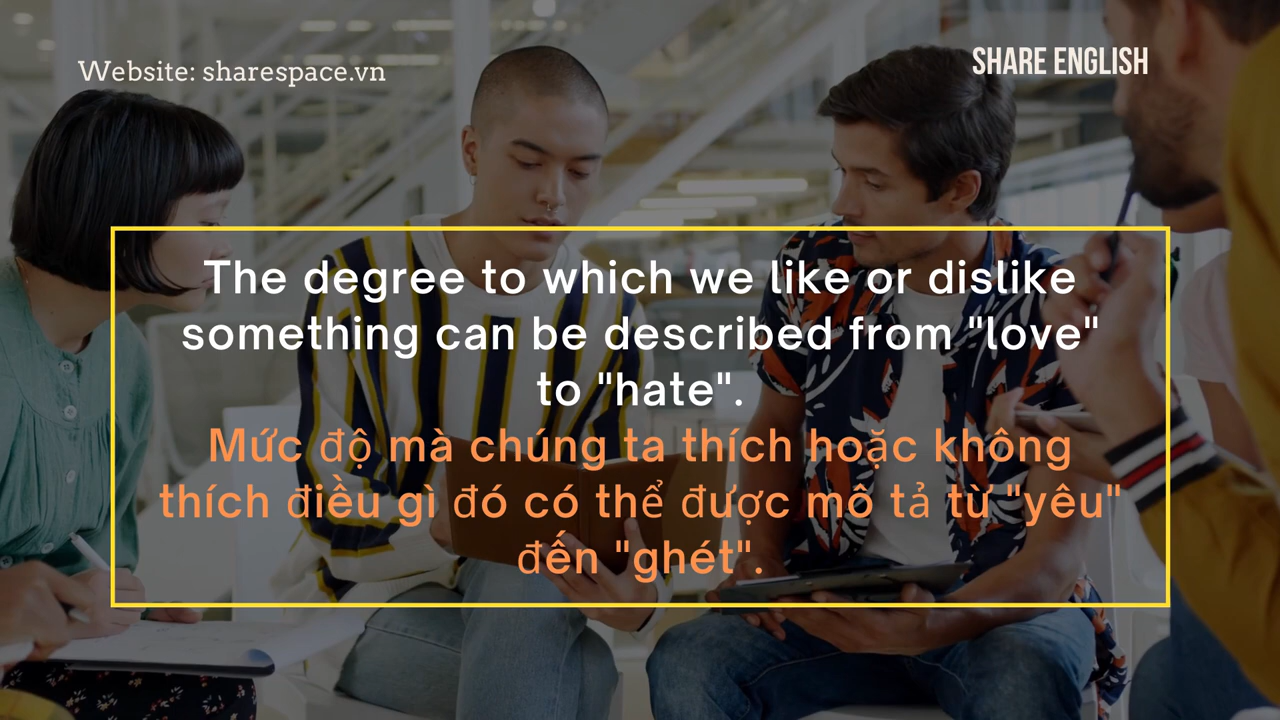 Website: sharespace.vn
SHARE ENGLISH
The degree to which we like or dislike
something can be described from "love"
to "hate".
Mức độ mà chúng ta thích hoặc không
thích điều gì đó có thể được mô tả từ "yêu"
đến "ghét".